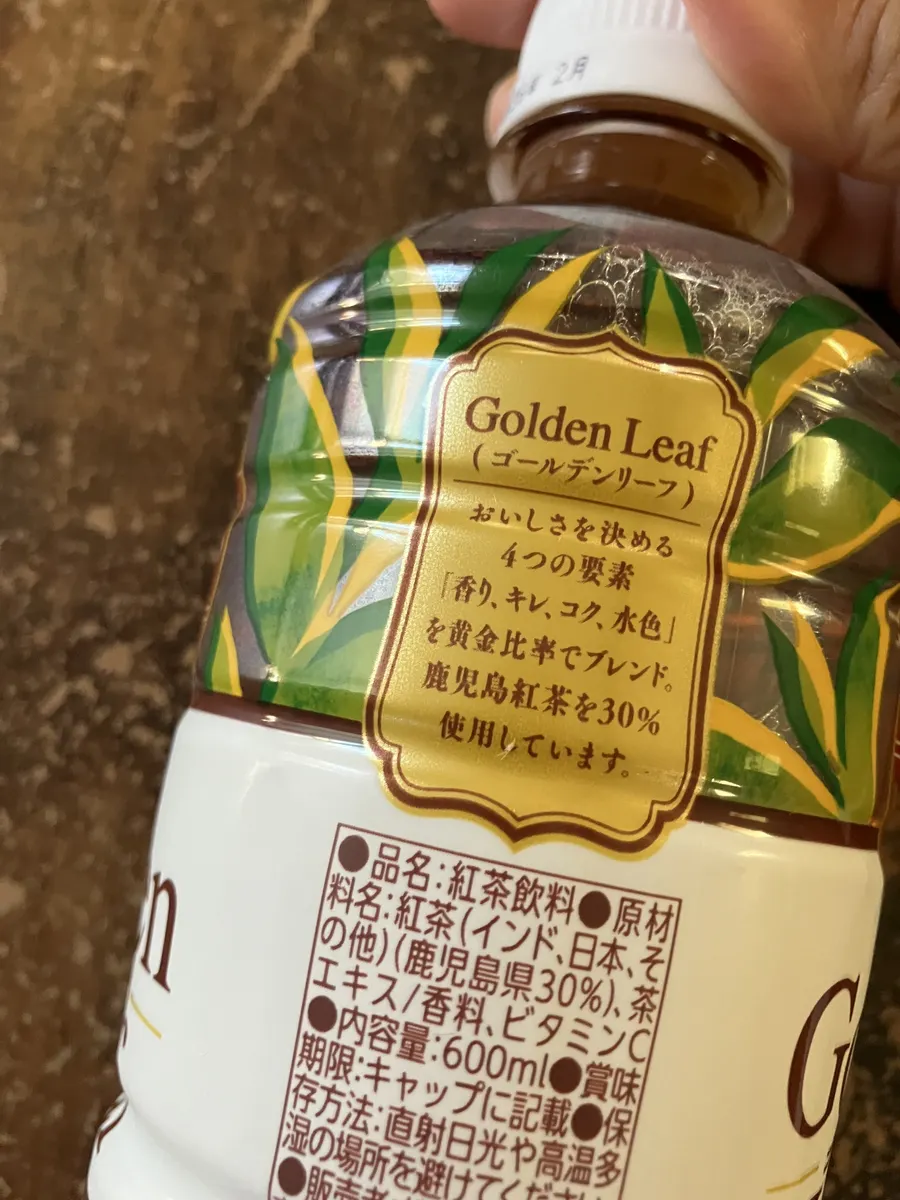 2月
Golden Leaf
(ゴールデンリーフ)
おいしさを決める
4つの要素
「香り、キレ、コク、水色」
を黄金比率でブレンド。
鹿児島紅茶を30%
使用しています。
●品名:紅茶飲料●原材
料名:紅茶(インド、日本、そ
の他)(鹿児島県30%)、茶
エキス/香料、ビタミンC
●内容量:600ml●賞味
期限:キャップに記載●保
存方法:直射日光や高温多
湿の場所を避けてください
●販売者
n
G